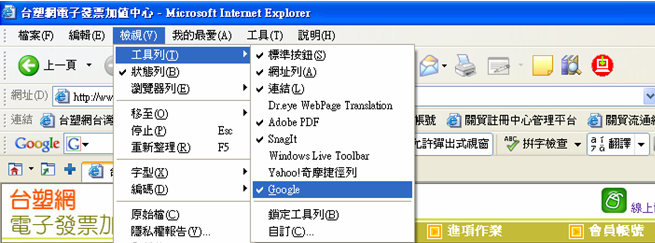 台塑網電子發票加值中心 - Microsoft Internet Explorer
檔案(F) 編輯(E) 檢視(V) 我的最愛(A) 工具(T) 說明(H)
上一頁
工具列(T)
狀態列(B)
瀏覽器列(E)
移至(O)
停止(P) Esc
重新整理(R) F5
字型(X)
編碼(D)
原始檔(C)
隱私權報告(V)...
標準按鈕(S)
網址列(A)
連結(L)
Dr.eye WebPage Translation
Adobe PDF
SnagIt
Windows Live Toolbar
Yahoo!奇摩捷徑列
Google
鎖定工具列(B)
自訂(C)...
網址(D) http://ww
連結 台塑網台灣 帳號 關貿註冊中心管理平台 關貿流通
Google G 允許彈出式視窗 拼字檢查 翻譯
台
台塑網
電子發票加
線上
進項作業 會員帳號